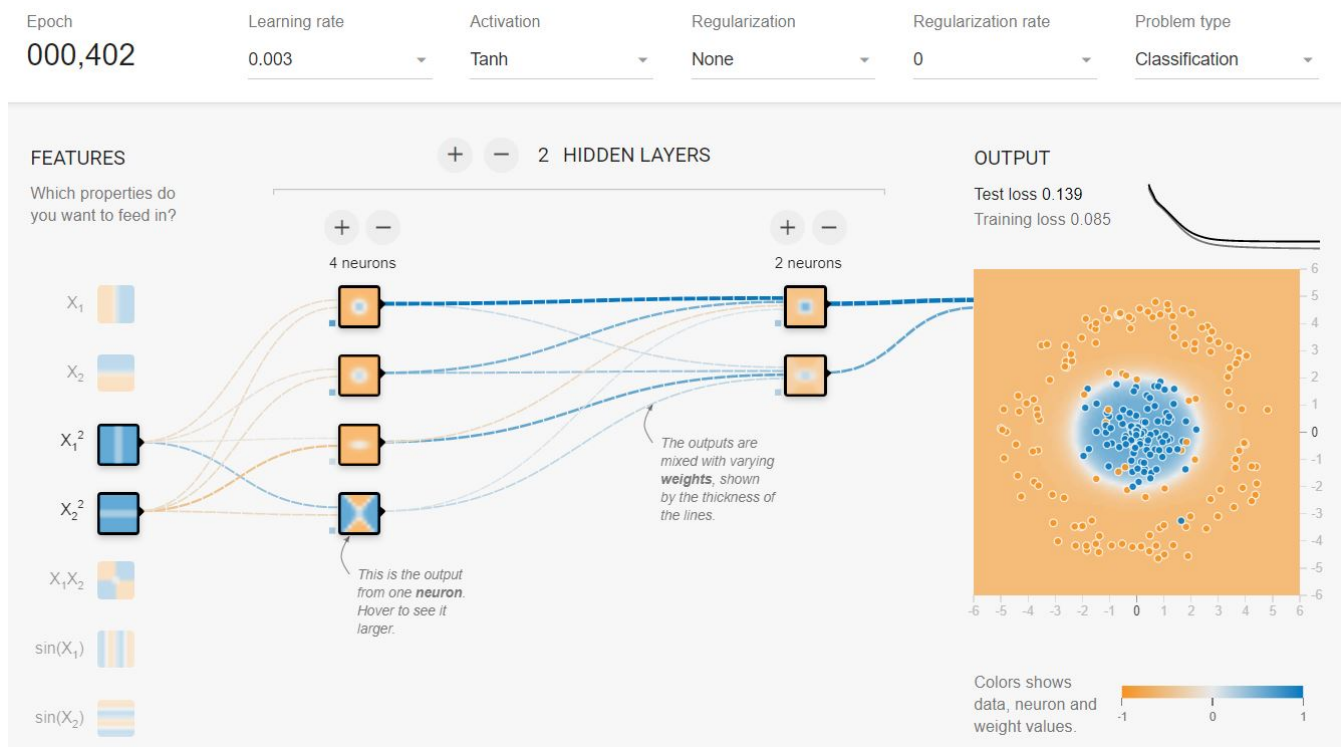 Epoch
000,402
Learning rate
0.003
Activation
Tanh
Regularization
None
Regularization rate
0
Problem type
Classification
FEATURES
Which properties do
you want to feed in?
X₁
X₂
X₁²
X₂²
X₁X₂
sin(X₁)
sin(X₂)
+ − 2 HIDDEN LAYERS
+ −
4 neurons
+ −
2 neurons
This is the output
from one neuron.
Hover to see it
larger.
The outputs are
mixed with varying
weights, shown
by the thickness of
the lines.
OUTPUT
Test loss 0.139
Training loss 0.085
6
5
4
3
2
1
0
-1
-2
-3
-4
-5
-6
-6 -5 -4 -3 -2 -1 0 1 2 3 4 5 6
Colors shows
data, neuron and
weight values.
-1 0 1